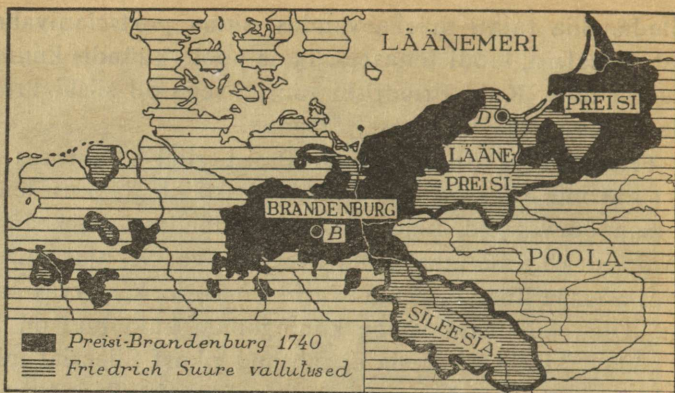 LÄÄNEMERI
PREISI
D
LÄÄNE
PREISI
BRANDENBURG
B
POOLA
SILEESIA
Preisi-Brandenburg 1740
Friedrich Suure vallutused